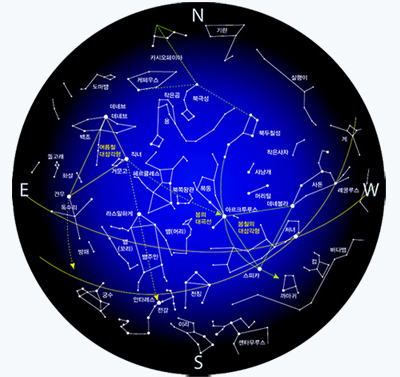 N
기린
카시오페이아
케페우스
살쾡이
도마뱀
작은곰
북극성
용
데네브
데네브
백조
북두칠성
게
여름철
대삼각형
직녀
작은사자
돌고래
거문고
헤르쿨레스
사냥개
화살
E
견우
독수리
북쪽왕관
목동
머리털
사돈
레굴루스
W
데네볼라
라스알하게
봄의
대곡선
아르크투루스
봄철의
대삼각형
처녀
뱀(머리)
방패
뱀
(꼬리)
뱀주인
바다뱀
컵
스피카
까마귀
궁수
안타레스
전갈
천칭
이리
센타우루스
S